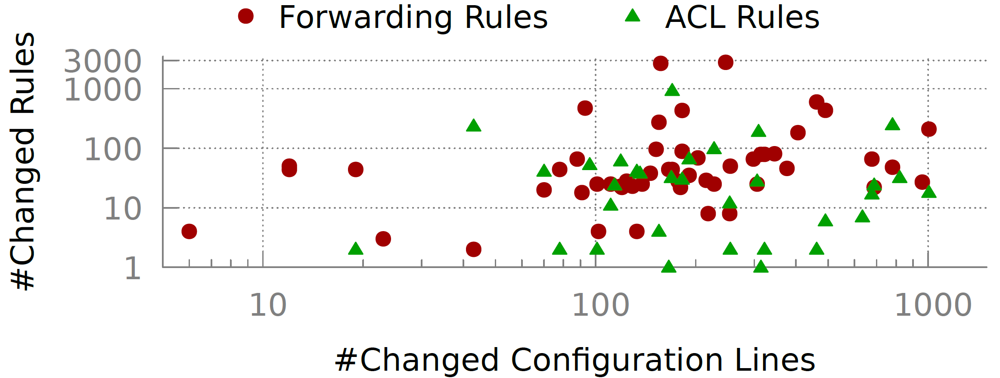 Forwarding Rules
ACL Rules
#Changed Rules
3000
1000
100
10
1
10
100
1000
#Changed Configuration Lines